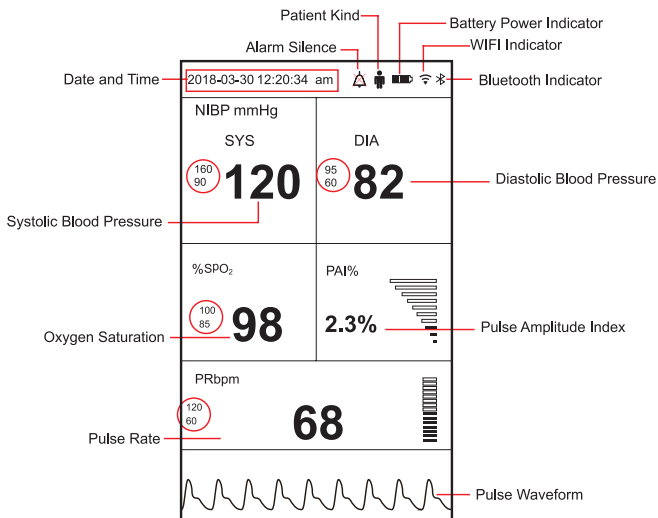 Patient Kind
Battery Power Indicator
Alarm Silence
WIFI Indicator
Date and Time
2018-03-30 12:20:34 am
Bluetooth Indicator
NIBP mmHg
SYS
DIA
160
90
120
95
60
82
Diastolic Blood Pressure
Systolic Blood Pressure
%SPO₂
PAI%
100
85
98
2.3%
Oxygen Saturation
Pulse Amplitude Index
PRbpm
120
60
68
Pulse Rate
Pulse Waveform